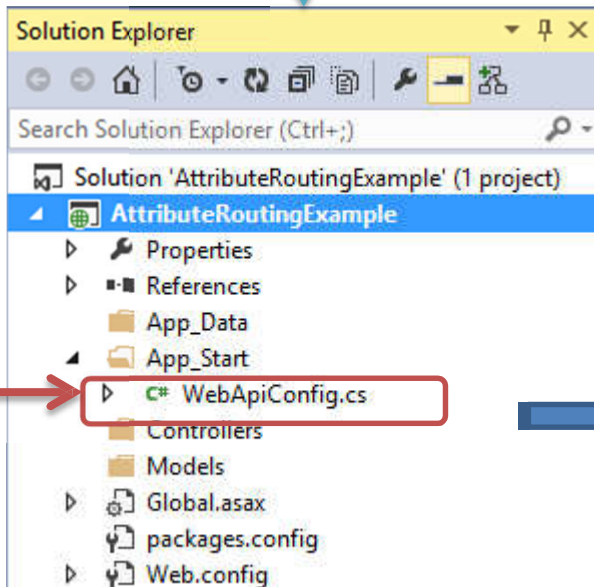 Solution Explorer
Search Solution Explorer (Ctrl+;)
Solution 'AttributeRoutingExample' (1 project)
AttributeRoutingExample
Properties
References
App_Data
App_Start
C# WebApiConfig.cs
Controllers
Models
Global.asax
packages.config
Web.config